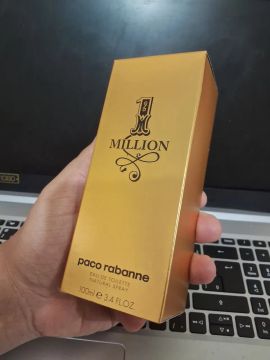 1
MILLION
paco rabanne
EAU DE TOILETTE
NATURAL SPRAY
100ml e 3.4 FL.OZ.